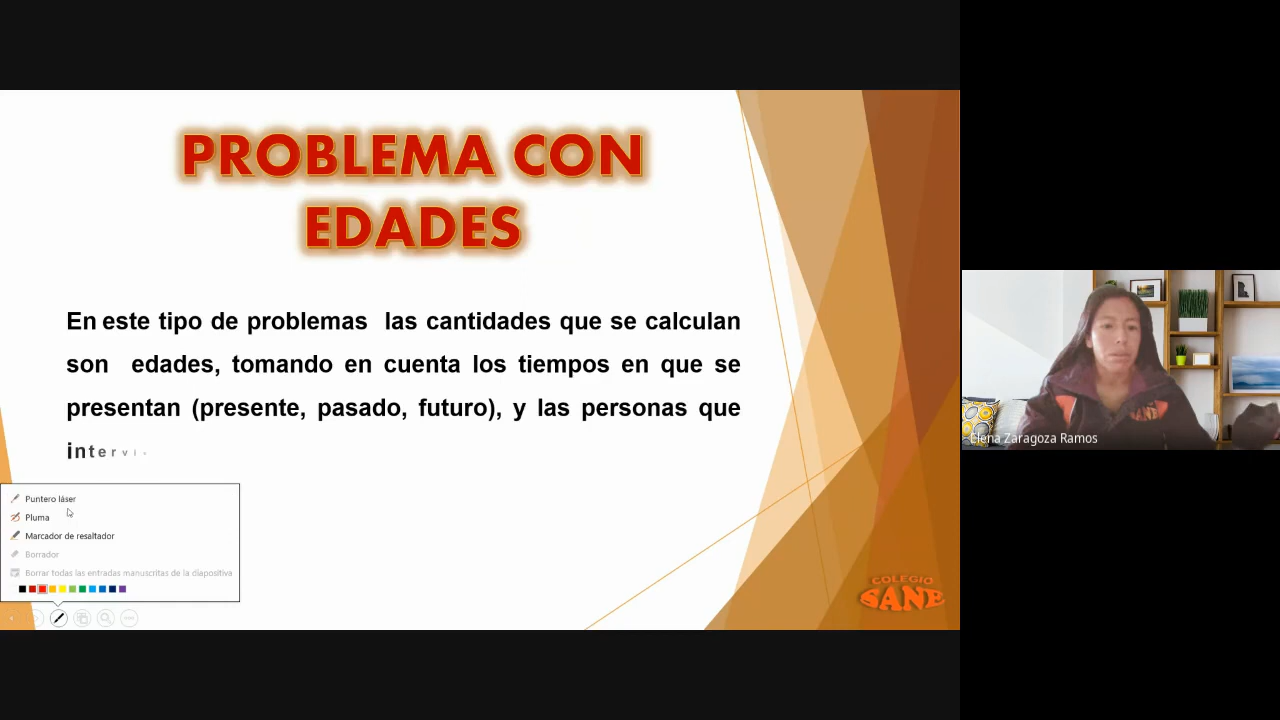 PROBLEMA CON
EDADES
En este tipo de problemas las cantidades que se calculan
son edades, tomando en cuenta los tiempos en que se
presentan (presente, pasado, futuro), y las personas que
intervi
Puntero láser
Pluma
Marcador de resaltador
Borrador
Borrar todas las entradas manuscritas de la diapositiva
COLEGIO
SANE
SANE
Elena Zaragoza Ramos